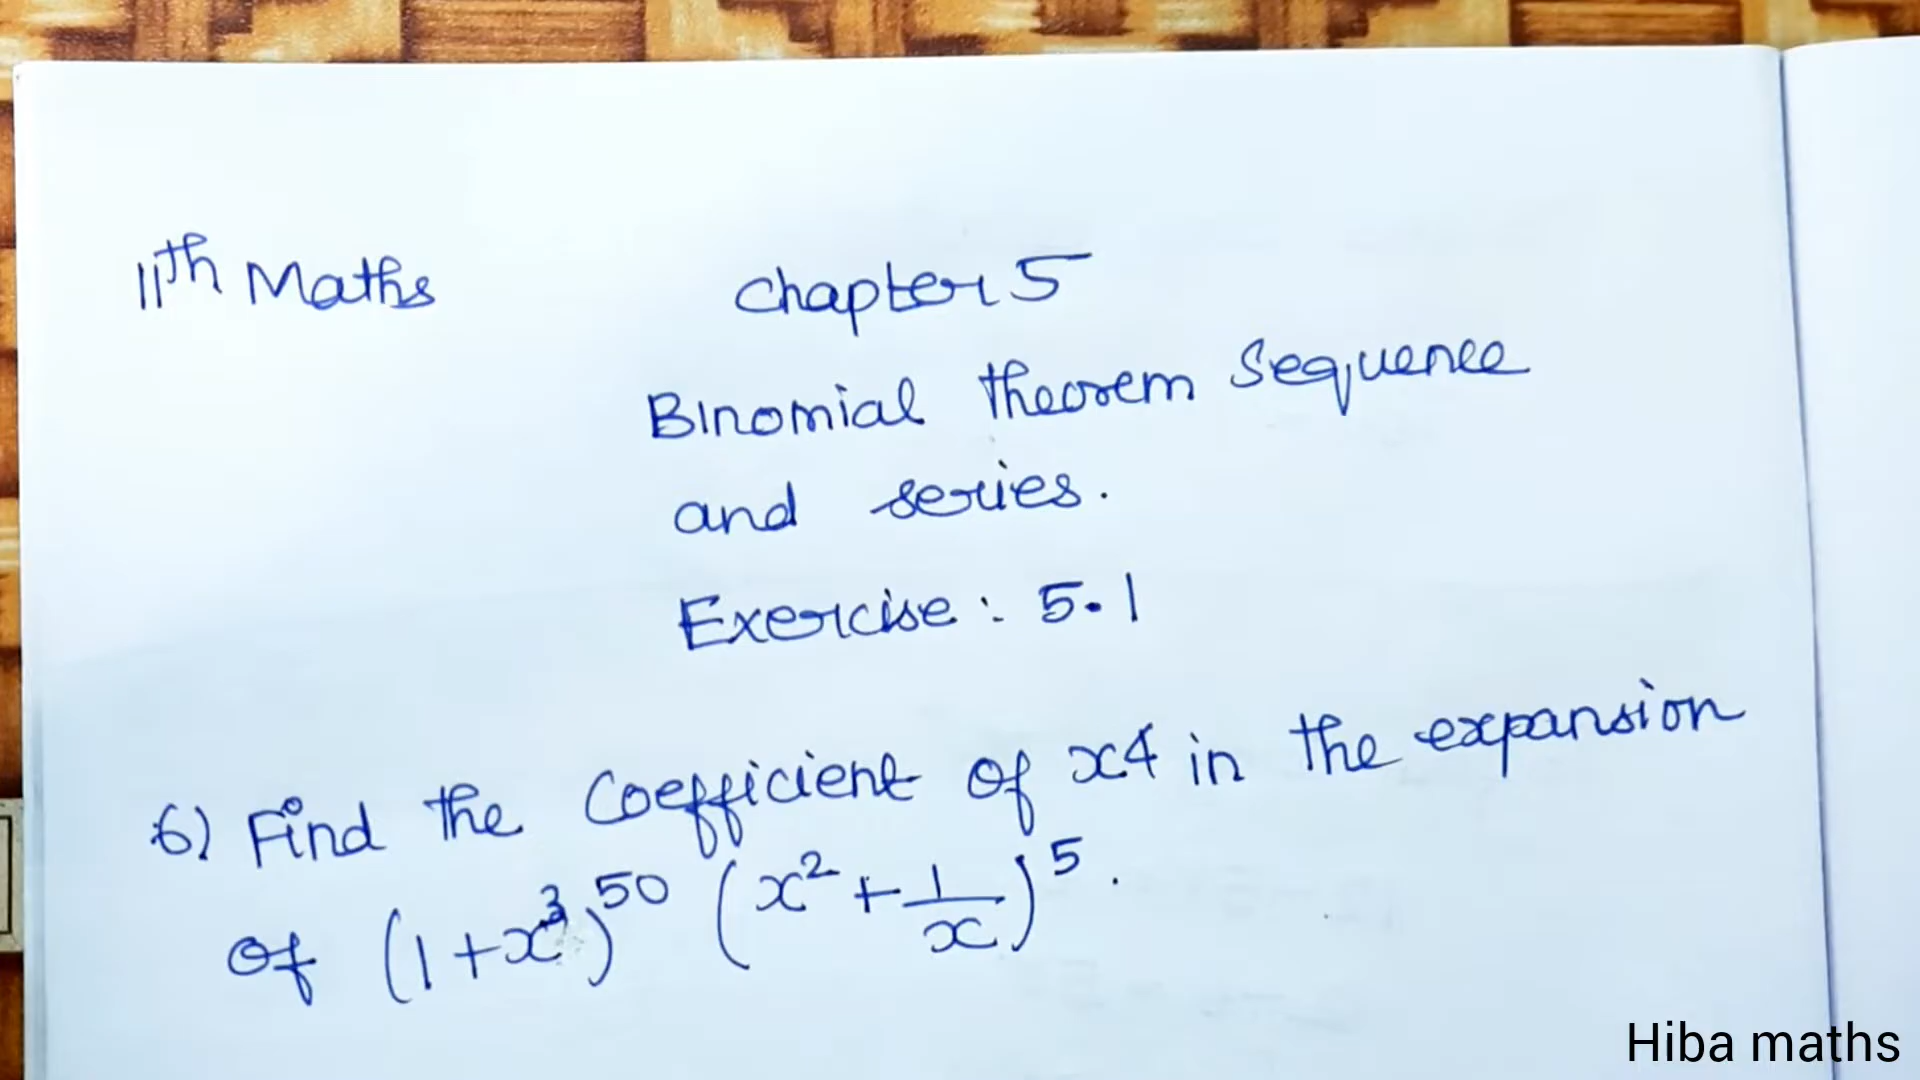 11th Maths Chapter 5
Binomial theorem Sequence
and series.
Exercise : 5.1
6) Find the Coefficient of x4 in the expansion
of (1+x³)⁵⁰ (x² + 1/x)⁵.
Hiba maths